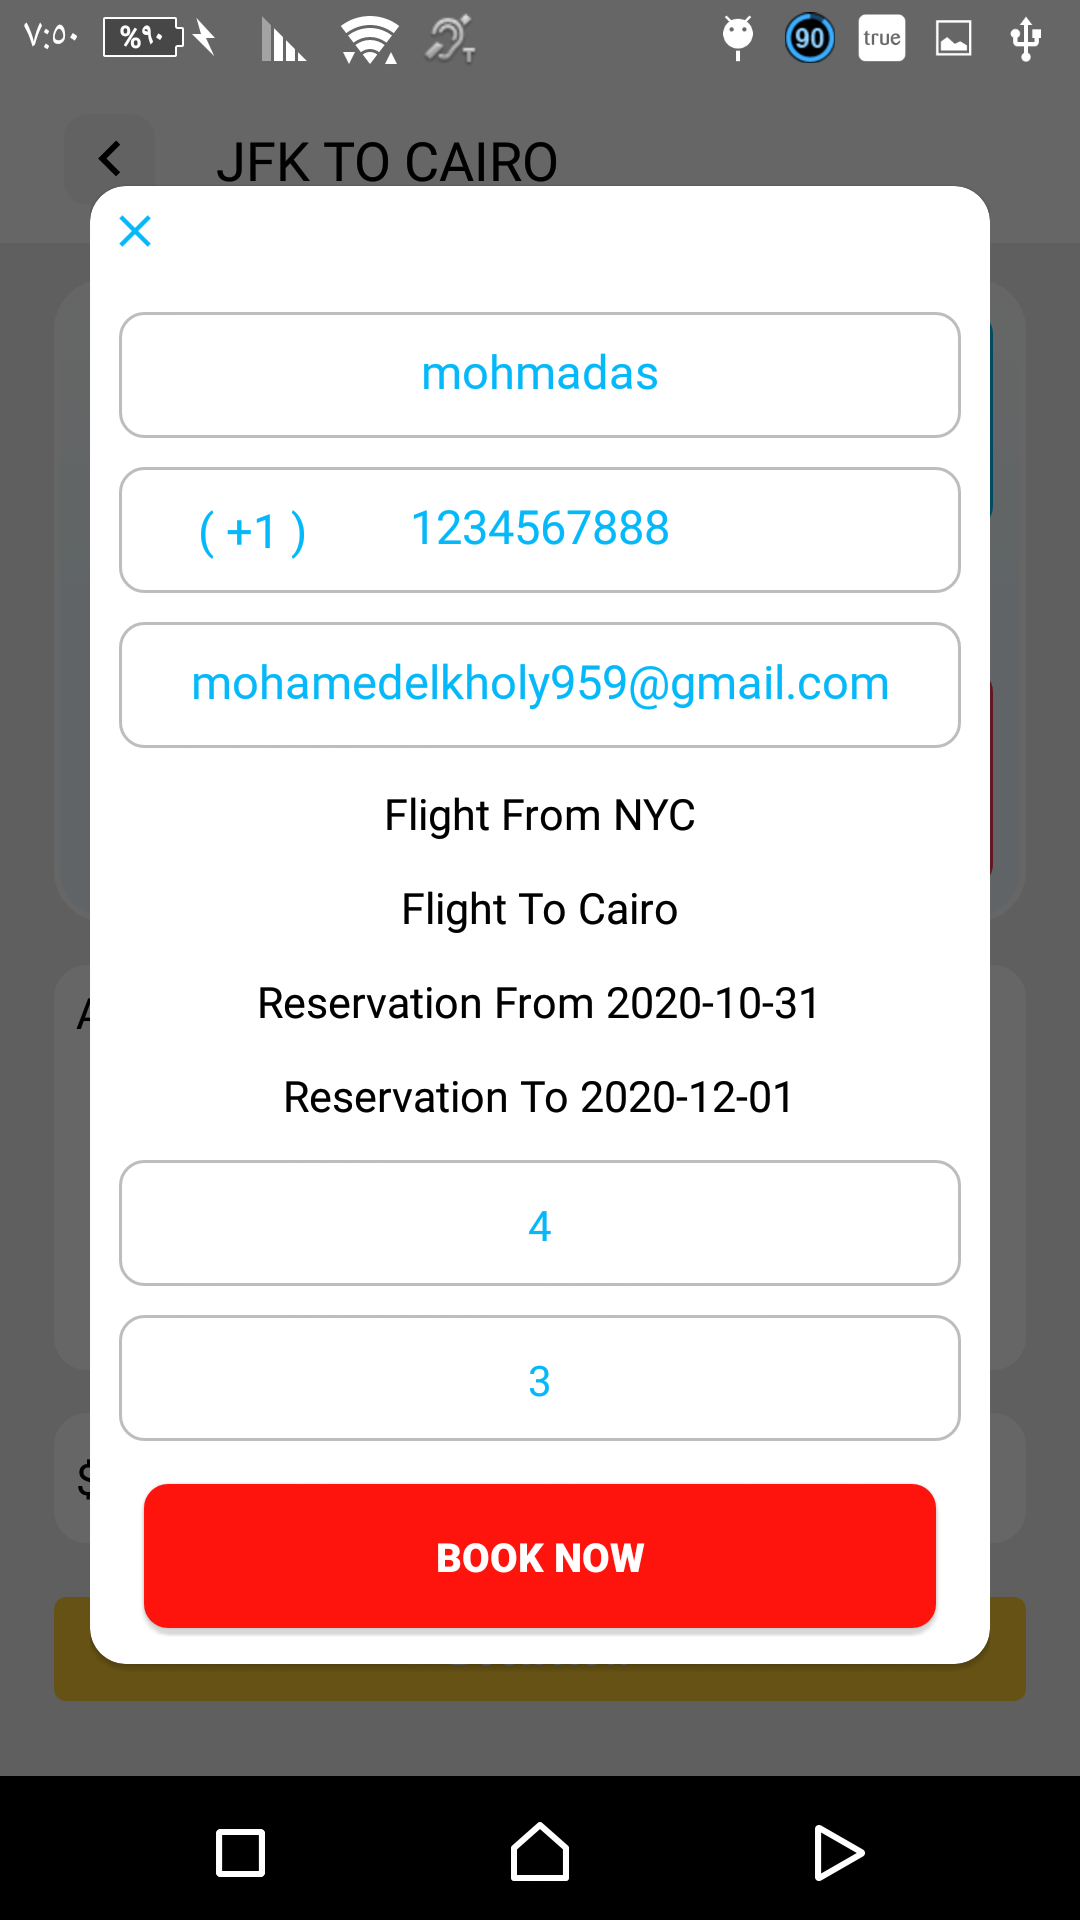 ٧:٥٠ %٩٠ T 90 true
JFK TO CAIRO
mohmadas
( +1 ) 1234567888
mohamedelkholy959@gmail.com
Flight From NYC
Flight To Cairo
Reservation From 2020-10-31
Reservation To 2020-12-01
4
3
$
BOOK NOW